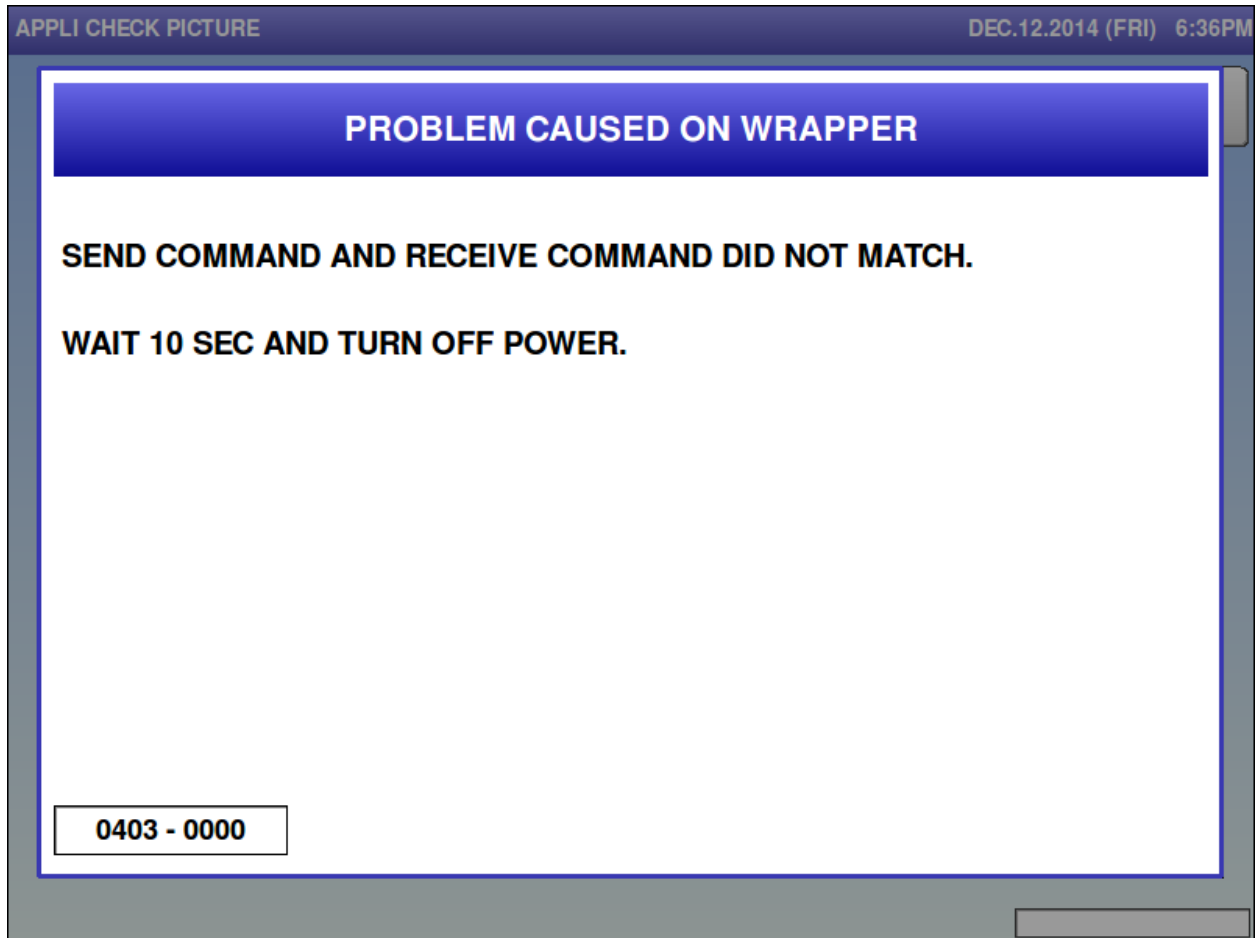 APPLI CHECK PICTURE DEC.12.2014 (FRI) 6:36PM
PROBLEM CAUSED ON WRAPPER
SEND COMMAND AND RECEIVE COMMAND DID NOT MATCH.
WAIT 10 SEC AND TURN OFF POWER.
0403 - 0000